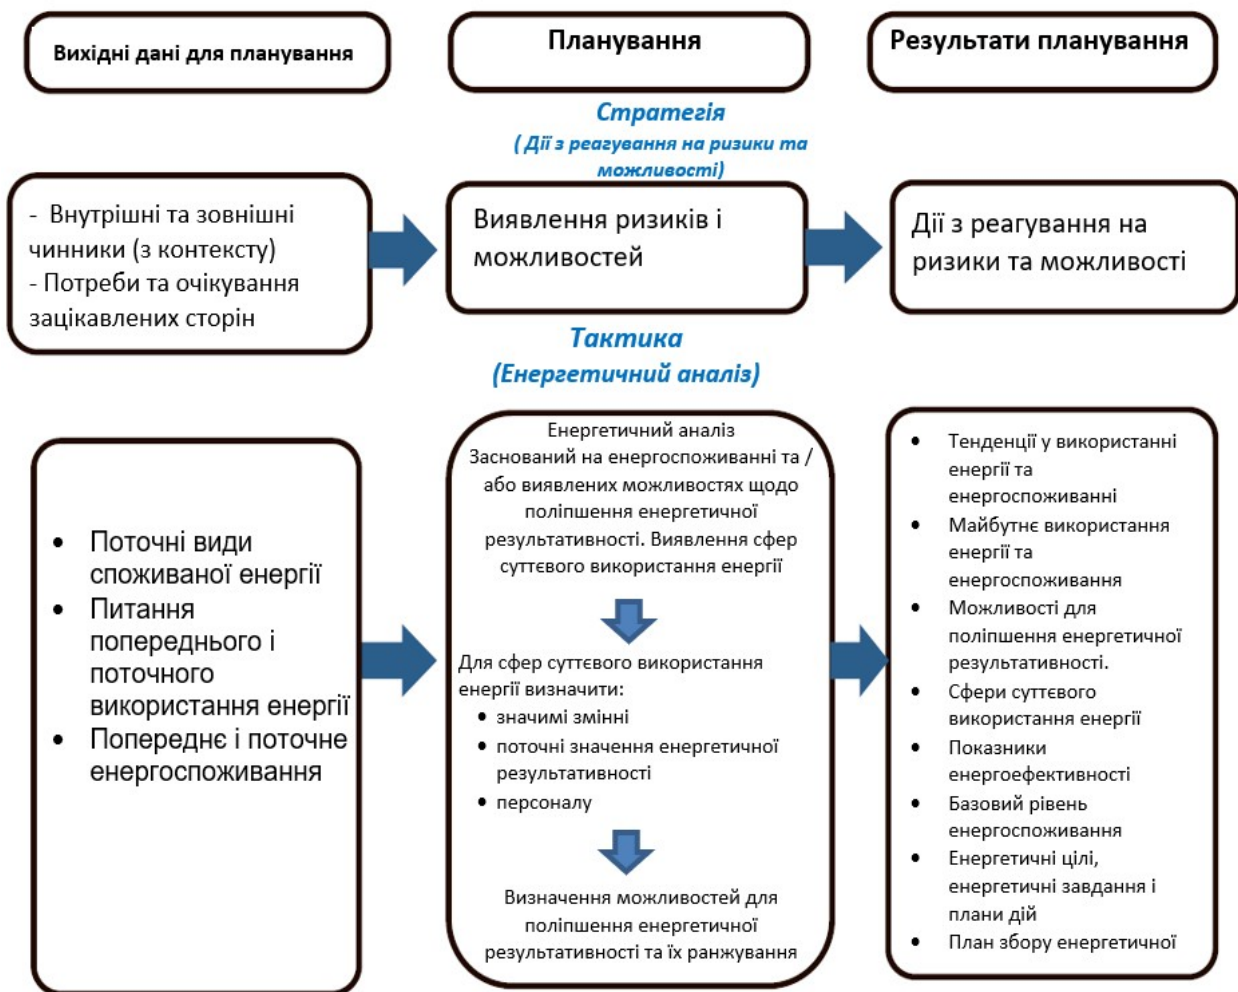 Вихідні дані для планування
Планування
Результати планування
Стратегія
( Дії з реагування на ризики та
можливості)
- Внутрішні та зовнішні
чинники (з контексту)
- Потреби та очікування
зацікавлених сторін
Виявлення ризиків і
можливостей
Дії з реагування на
ризики та можливості
Тактика
(Енергетичний аналіз)
• Поточні види
споживаної енергії
• Питання
попереднього і
поточного
використання енергії
• Попереднє і поточне
енергоспоживання
Енергетичний аналіз
Заснований на енергоспоживанні та /
або виявлених можливостях щодо
поліпшення енергетичної
результативності. Виявлення сфер
суттєвого використання енергії
Для сфер суттєвого використання
енергії визначити:
• значимі змінні
• поточні значення енергетичної
результативності
• персоналу
Визначення можливостей для
поліпшення енергетичної
результативності та їх ранжування
• Тенденції у використанні
енергії та
енергоспоживанні
• Майбутнє використання
енергії та
енергоспоживання
• Можливості для
поліпшення енергетичної
результативності.
• Сфери суттєвого
використання енергії
• Показники
енергоефективності
• Базовий рівень
енергоспоживання
• Енергетичні цілі,
енергетичні завдання і
плани дій
• План збору енергетичної